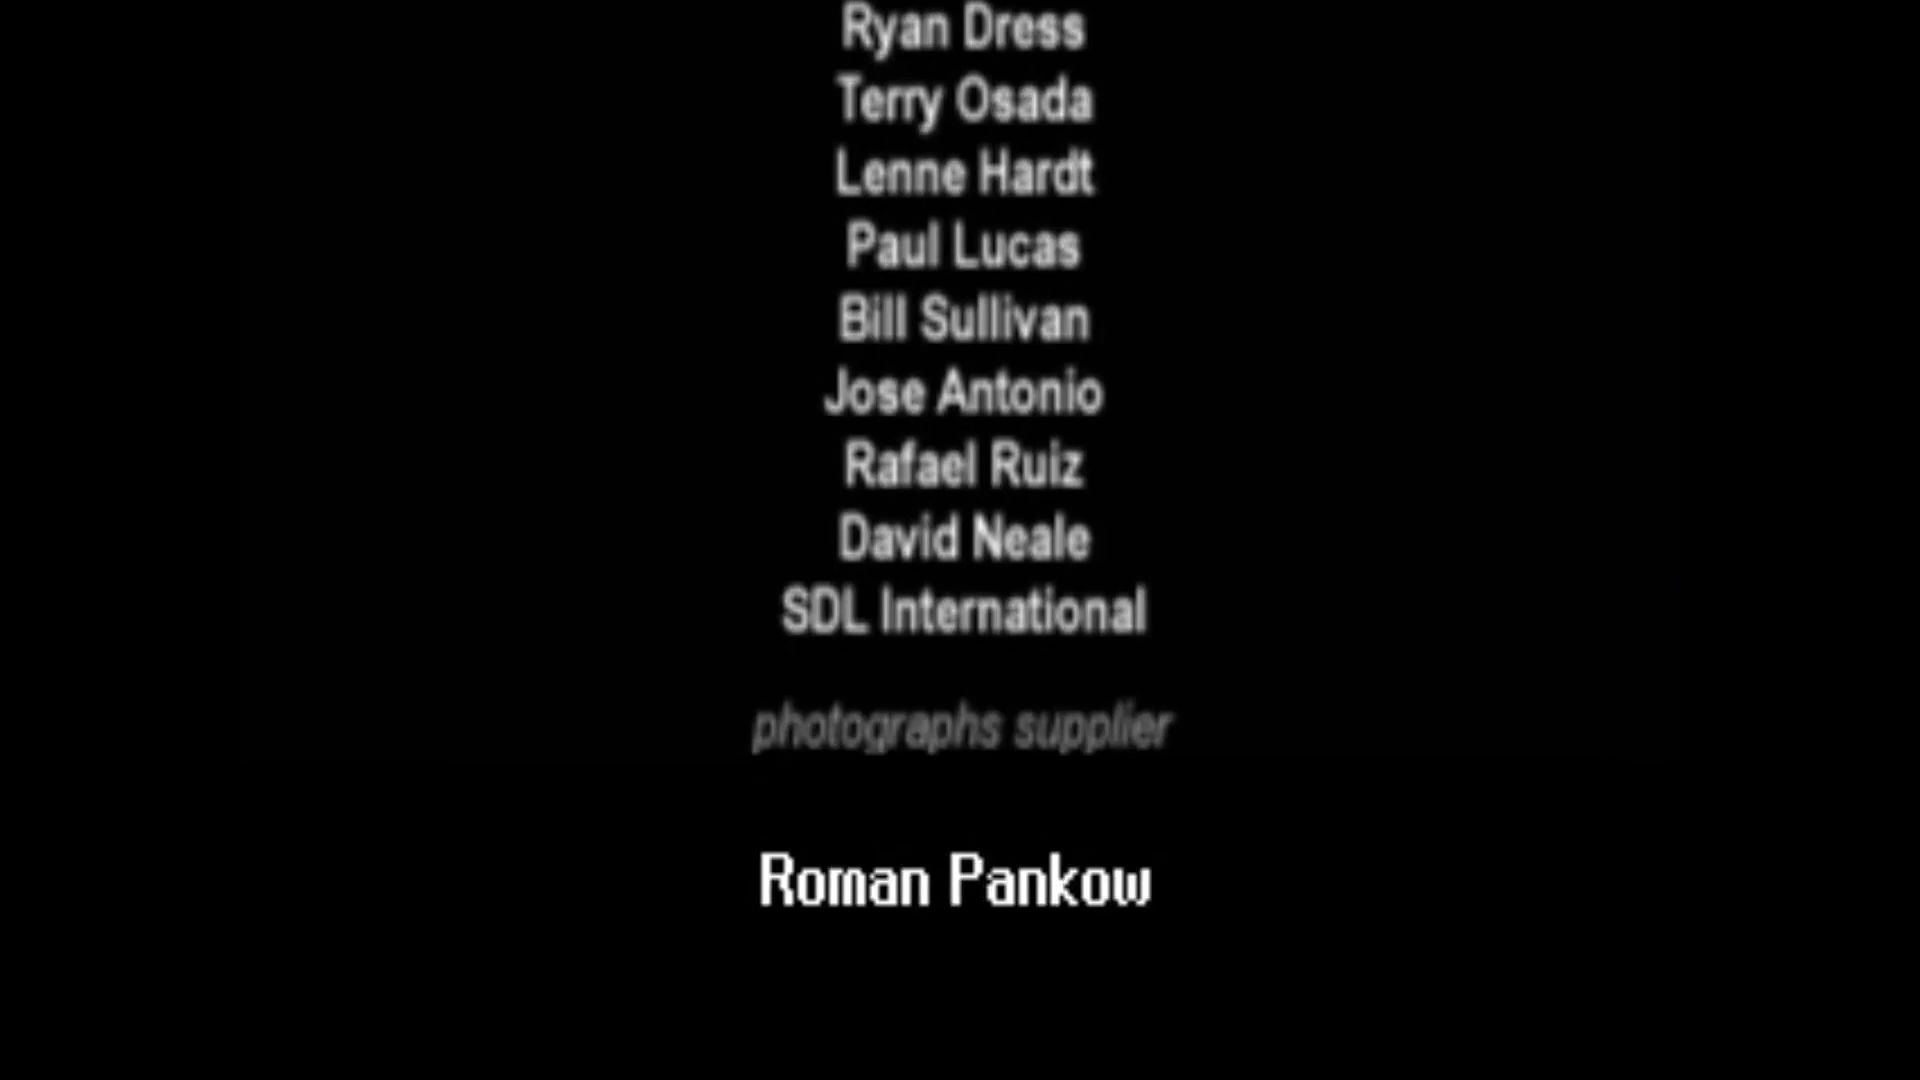 Ryan Dress
Terry Osada
Lenne Hardt
Paul Lucas
Bill Sullivan
Jose Antonio
Rafael Ruiz
David Neale
SDL International
photographs supplier
Roman Pankow